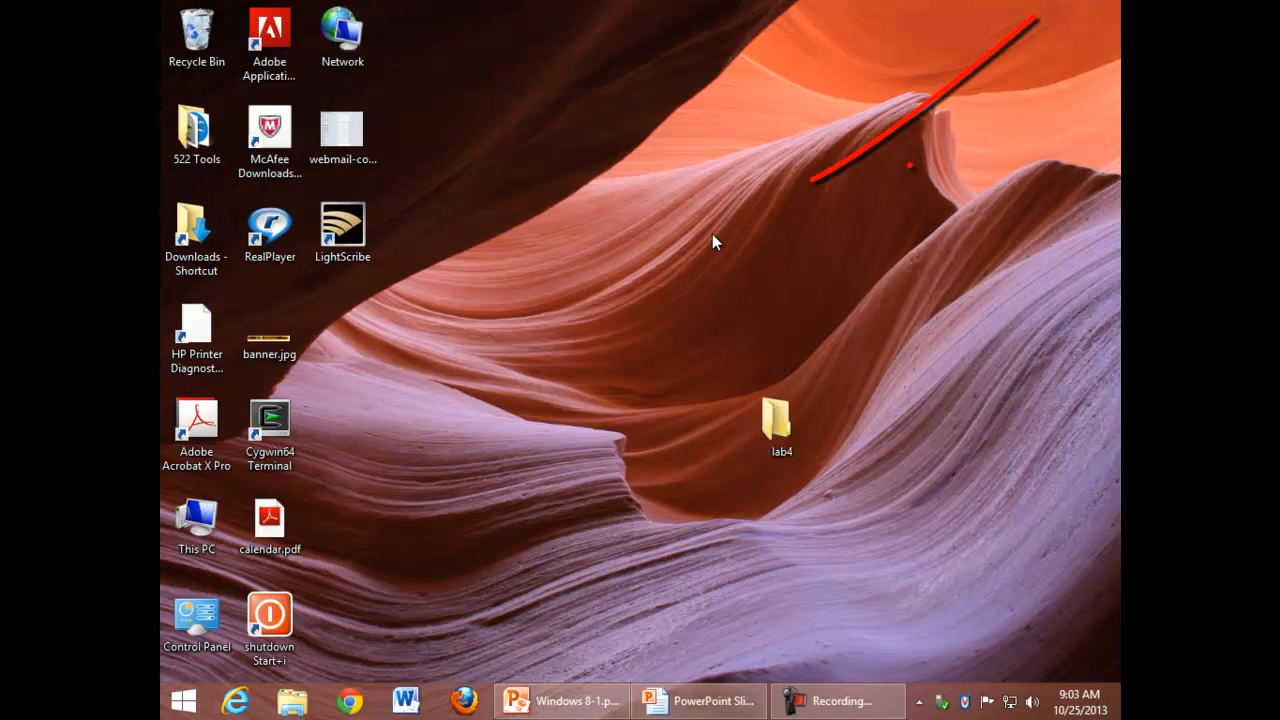 Recycle Bin
Adobe
Applicati...
Network
522 Tools
McAfee
Downloads...
webmail-co...
Downloads -
Shortcut
RealPlayer
LightScribe
HP Printer
Diagnost...
banner.jpg
Adobe
Acrobat X Pro
Cygwin64
Terminal
lab4
This PC
calendar.pdf
Control Panel
shutdown
Start+i
Windows 8-1.p...
PowerPoint Sli...
Recording...
9:03 AM
10/25/2013